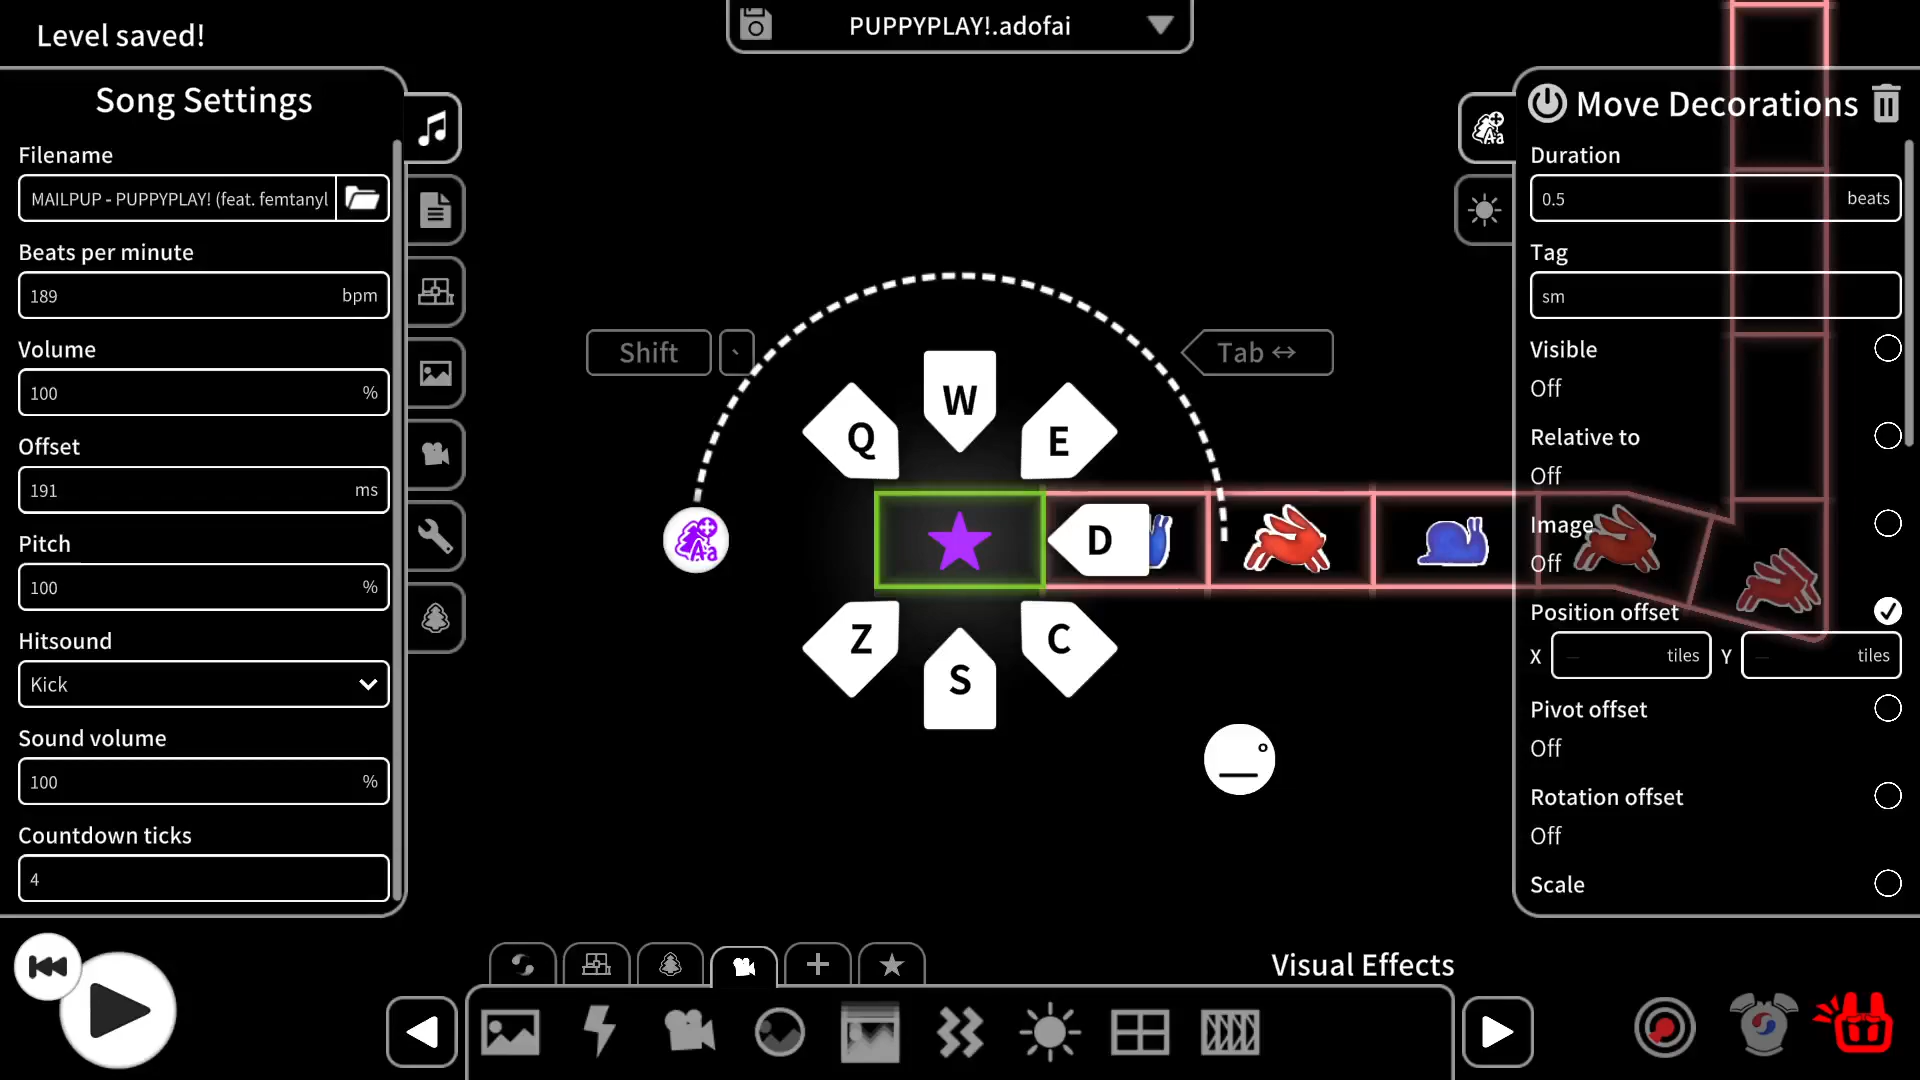 Level saved!
PUPPYPLAY!.adofai
Song Settings
Filename
MAILPUP - PUPPYPLAY! (feat. femtanyl
Beats per minute
189 bpm
Volume
100 %
Offset
191 ms
Pitch
100 %
Hitsound
Kick
Sound volume
100 %
Countdown ticks
4
Shift
Tab
Q
W
E
D
Z
S
C
Aa
Move Decorations
Aa
Duration
0.5 beats
Tag
sm
Visible
Off
Relative to
Off
Image
Off
Position offset
X tiles Y tiles
Pivot offset
Off
Rotation offset
Off
Scale
Visual Effects